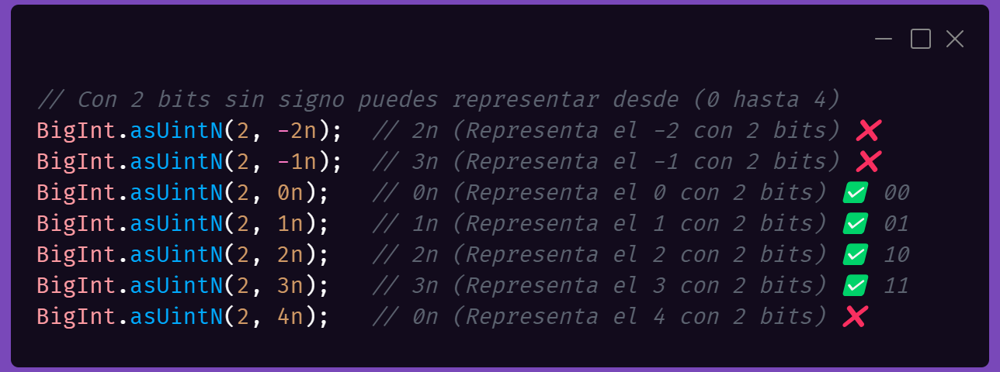 // Con 2 bits sin signo puedes representar desde (0 hasta 4)
BigInt.asUintN(2, -2n);  // 2n (Representa el -2 con 2 bits) ❌
BigInt.asUintN(2, -1n);  // 3n (Representa el -1 con 2 bits) ❌
BigInt.asUintN(2, 0n);   // 0n (Representa el 0 con 2 bits) ✅ 00
BigInt.asUintN(2, 1n);   // 1n (Representa el 1 con 2 bits) ✅ 01
BigInt.asUintN(2, 2n);   // 2n (Representa el 2 con 2 bits) ✅ 10
BigInt.asUintN(2, 3n);   // 3n (Representa el 3 con 2 bits) ✅ 11
BigInt.asUintN(2, 4n);   // 0n (Representa el 4 con 2 bits) ❌